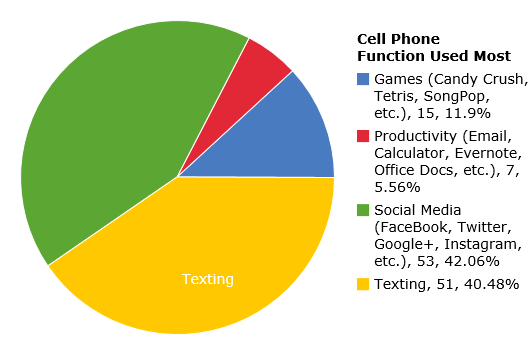 Cell Phone
Function Used Most
Games (Candy Crush,
Tetris, SongPop,
etc.), 15, 11.9%
Productivity (Email,
Calculator, Evernote,
Office Docs, etc.), 7,
5.56%
Social Media
(FaceBook, Twitter,
Google+, Instagram,
etc.), 53, 42.06%
Texting, 51, 40.48%
Texting